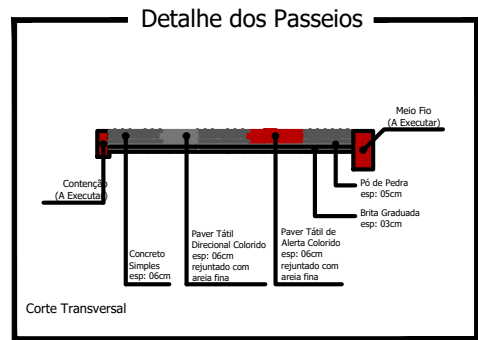 Detalhe dos Passeios
Meio Fio
(A Executar)
Contenção
(A Executar)
Pó de Pedra
esp: 05cm
Brita Graduada
esp: 03cm
Concreto
Simples
esp: 06cm
Paver Tátil
Direcional Colorido
esp: 06cm
rejuntado com
areia fina
Paver Tátil de
Alerta Colorido
esp: 06cm
rejuntado com
areia fina
Corte Transversal